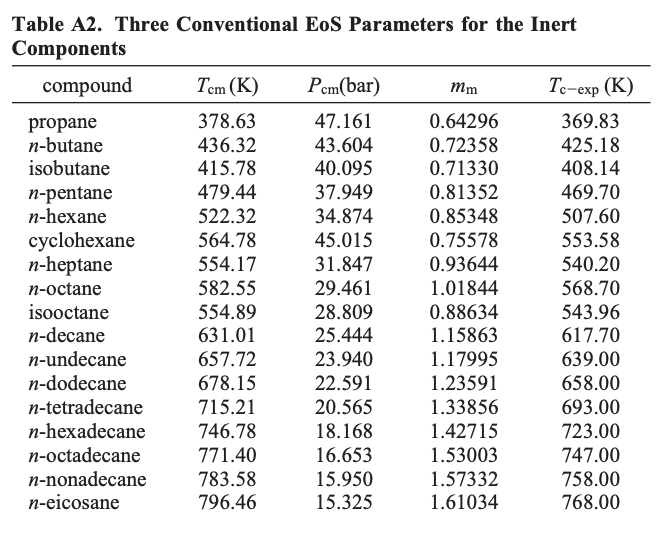 Table A2. Three Conventional EoS Parameters for the Inert
Components
compound Tcm (K) Pcm(bar) mm Tc−exp (K)
propane 378.63 47.161 0.64296 369.83
n-butane 436.32 43.604 0.72358 425.18
isobutane 415.78 40.095 0.71330 408.14
n-pentane 479.44 37.949 0.81352 469.70
n-hexane 522.32 34.874 0.85348 507.60
cyclohexane 564.78 45.015 0.75578 553.58
n-heptane 554.17 31.847 0.93644 540.20
n-octane 582.55 29.461 1.01844 568.70
isooctane 554.89 28.809 0.88634 543.96
n-decane 631.01 25.444 1.15863 617.70
n-undecane 657.72 23.940 1.17995 639.00
n-dodecane 678.15 22.591 1.23591 658.00
n-tetradecane 715.21 20.565 1.33856 693.00
n-hexadecane 746.78 18.168 1.42715 723.00
n-octadecane 771.40 16.653 1.53003 747.00
n-nonadecane 783.58 15.950 1.57332 758.00
n-eicosane 796.46 15.325 1.61034 768.00